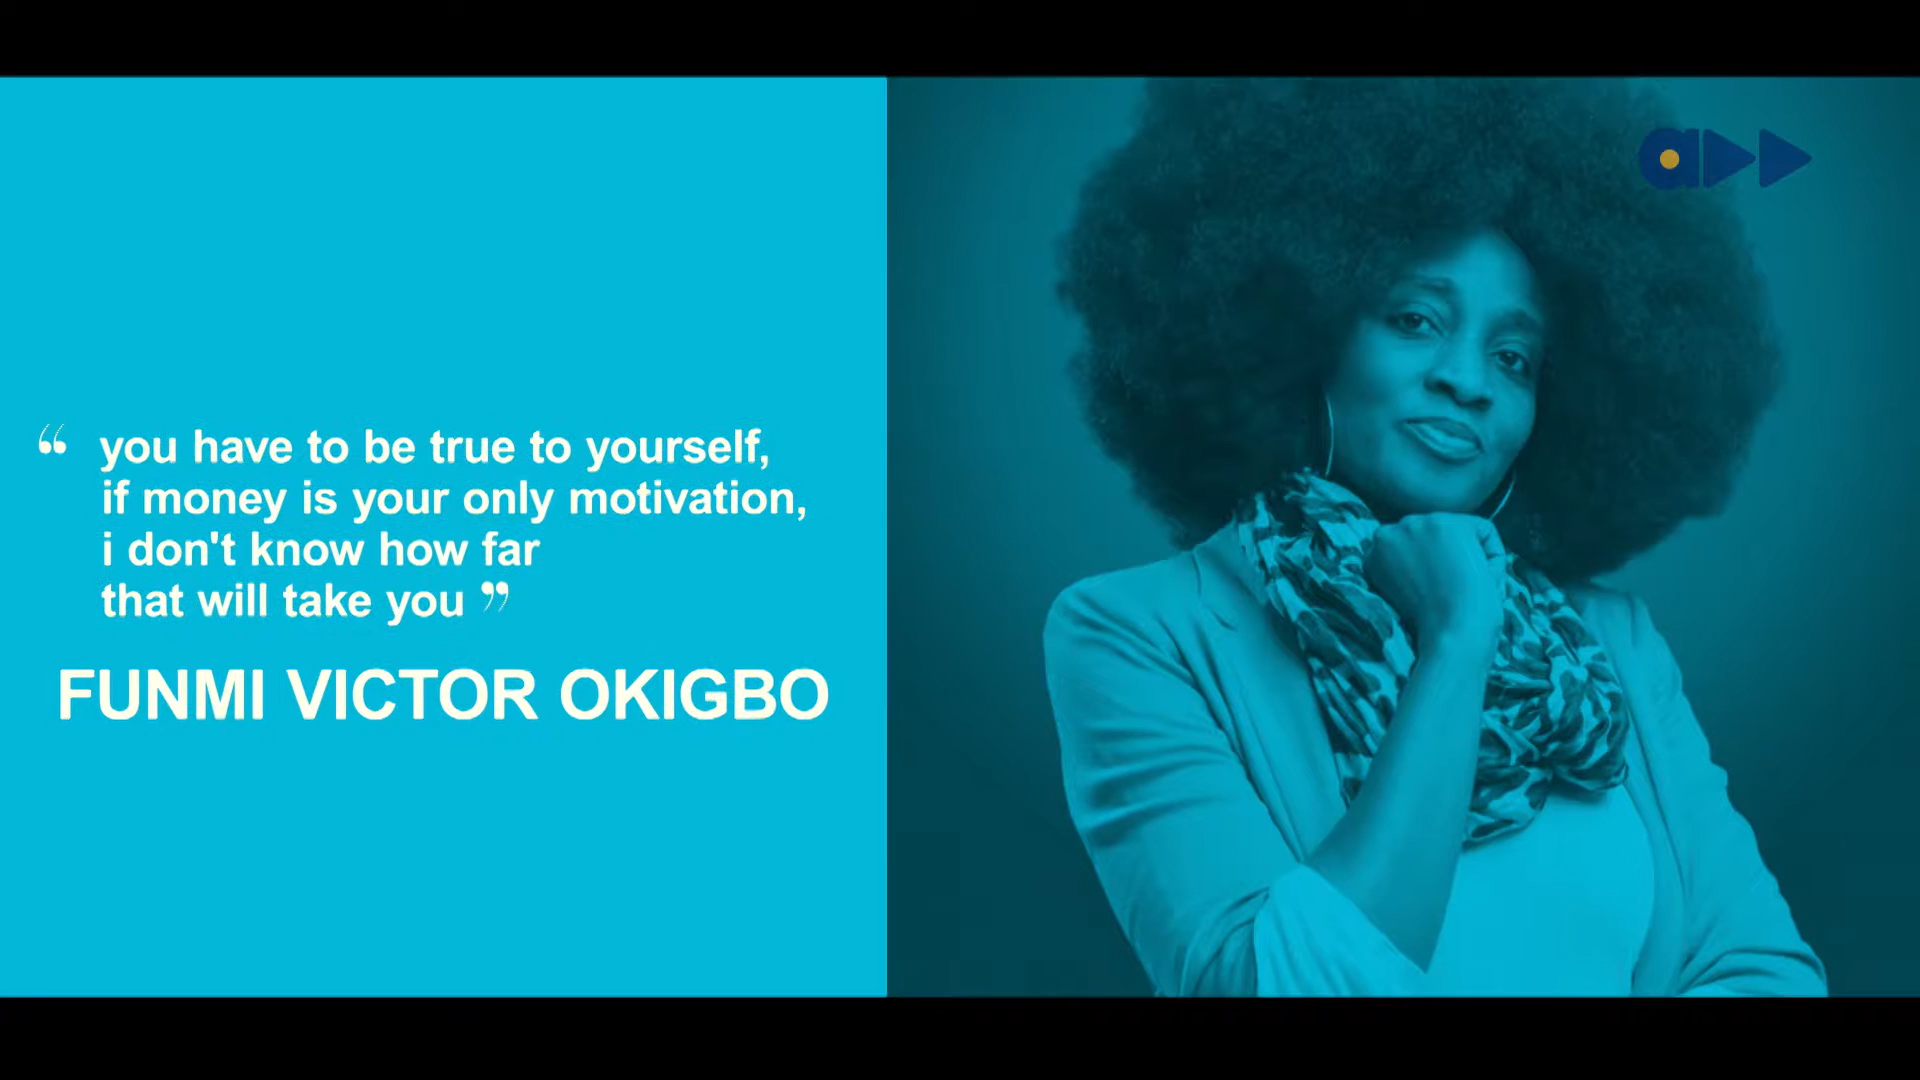 “ you have to be true to yourself,
if money is your only motivation,
i don't know how far
that will take you ”
FUNMI VICTOR OKIGBO